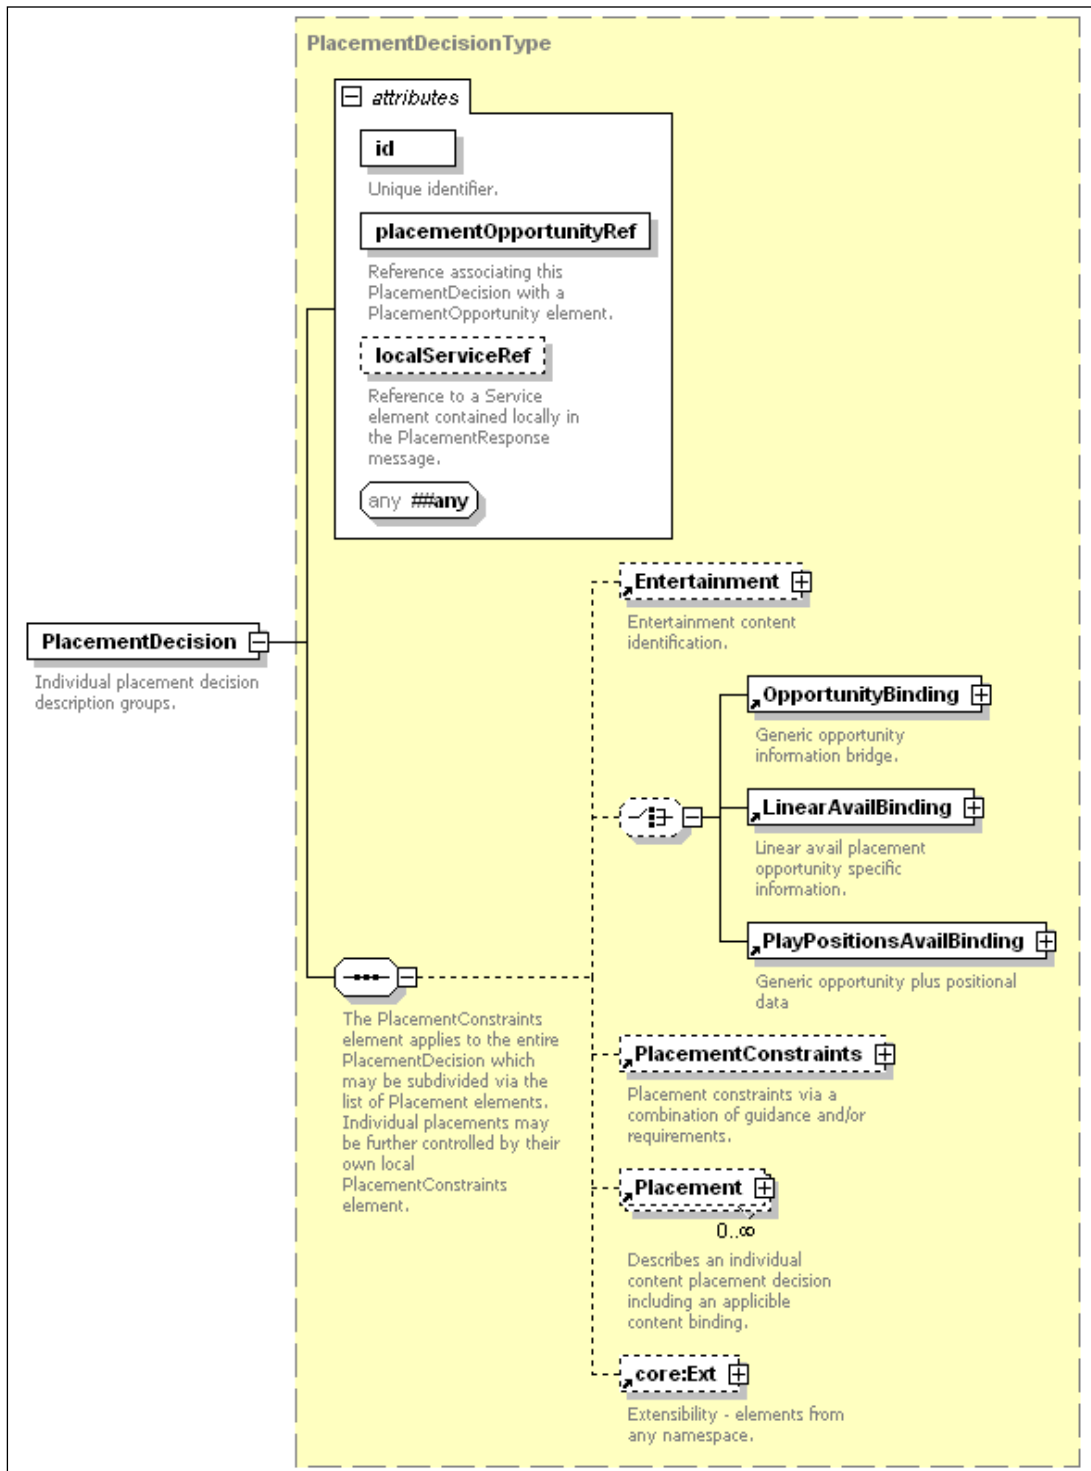 PlacementDecisionType
attributes
id
Unique identifier.
placementOpportunityRef
Reference associating this
PlacementDecision with a
PlacementOpportunity element.
localServiceRef
Reference to a Service
element contained locally in
the PlacementResponse
message.
any ##any
PlacementDecision
Individual placement decision
description groups.
The PlacementConstraints
element applies to the entire
PlacementDecision which
may be subdivided via the
list of Placement elements.
Individual placements may
be further controlled by their
own local
PlacementConstraints
element.
Entertainment
Entertainment content
identification.
OpportunityBinding
Generic opportunity
information bridge.
LinearAvailBinding
Linear avail placement
opportunity specific
information.
PlayPositionsAvailBinding
Generic opportunity plus positional
data
PlacementConstraints
Placement constraints via a
combination of guidance and/or
requirements.
Placement
0..∞
Describes an individual
content placement decision
including an applicible
content binding.
core:Ext
Extensibility - elements from
any namespace.